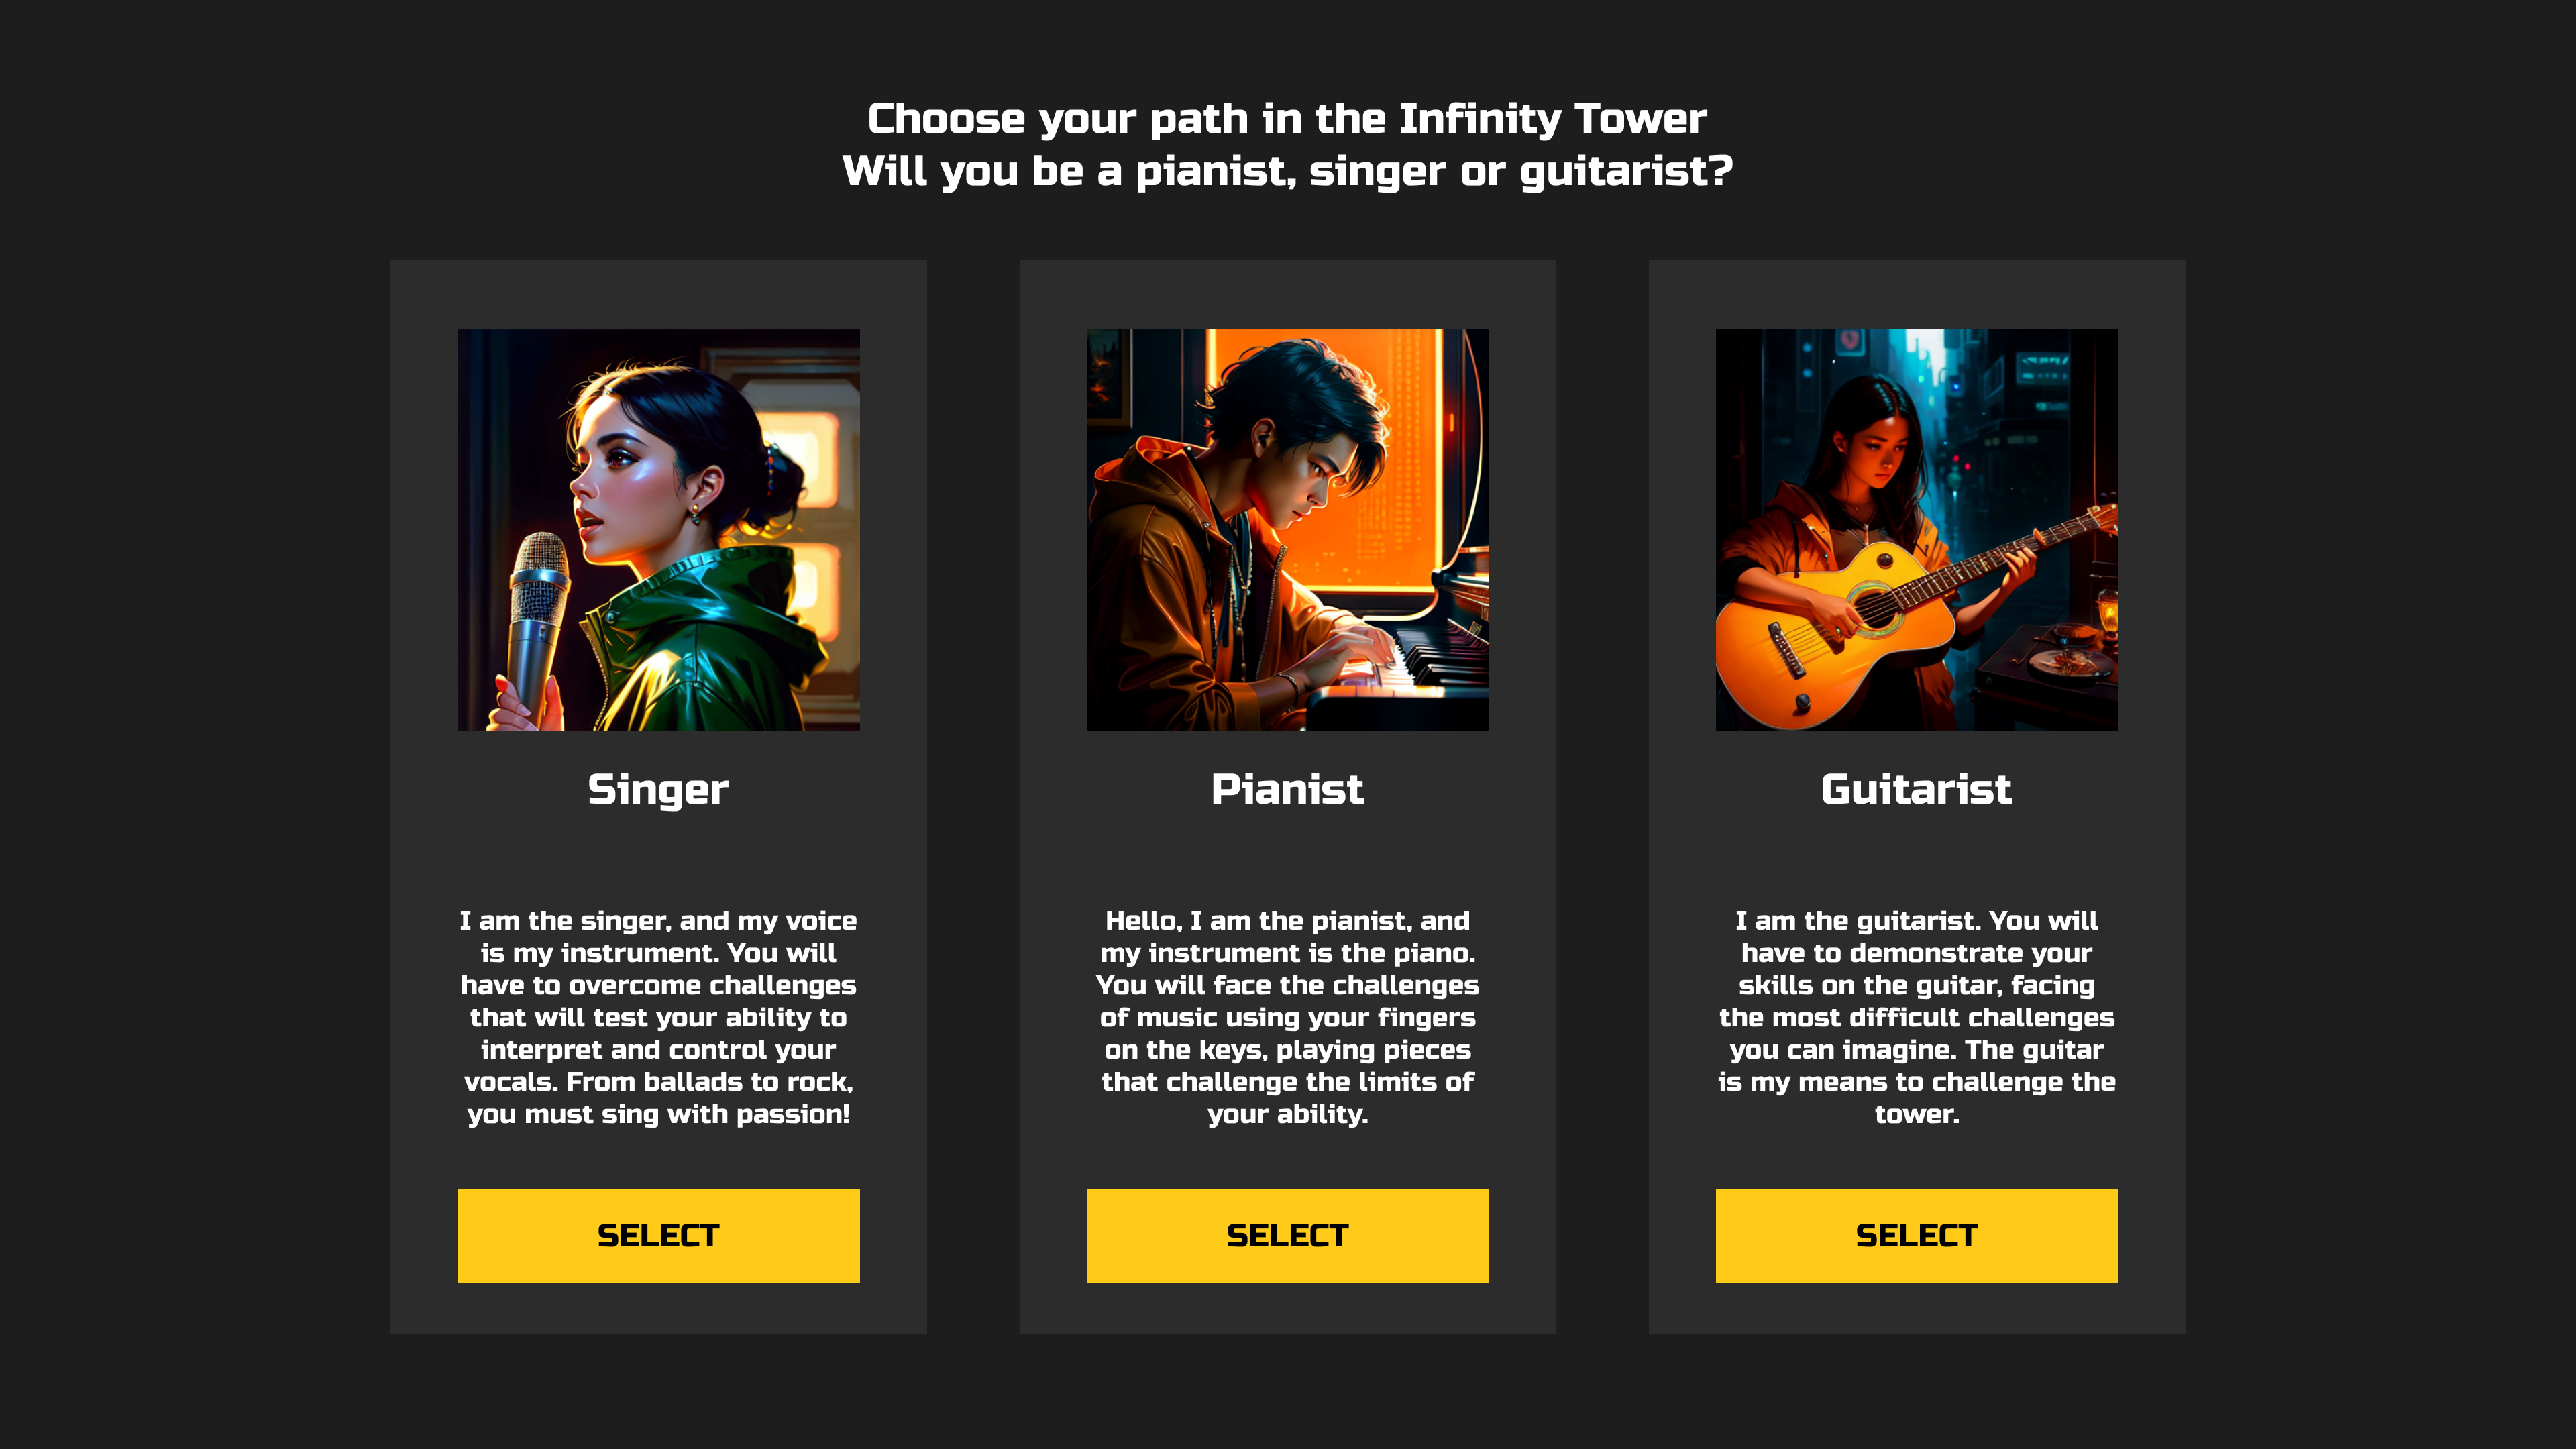 Choose your path in the Infinity Tower
Will you be a pianist, singer or guitarist?
Singer
I am the singer, and my voice
is my instrument. You will
have to overcome challenges
that will test your ability to
interpret and control your
vocals. From ballads to rock,
you must sing with passion!
SELECT
Pianist
Hello, I am the pianist, and
my instrument is the piano.
You will face the challenges
of music using your fingers
on the keys, playing pieces
that challenge the limits of
your ability.
SELECT
Guitarist
I am the guitarist. You will
have to demonstrate your
skills on the guitar, facing
the most difficult challenges
you can imagine. The guitar
is my means to challenge the
tower.
SELECT